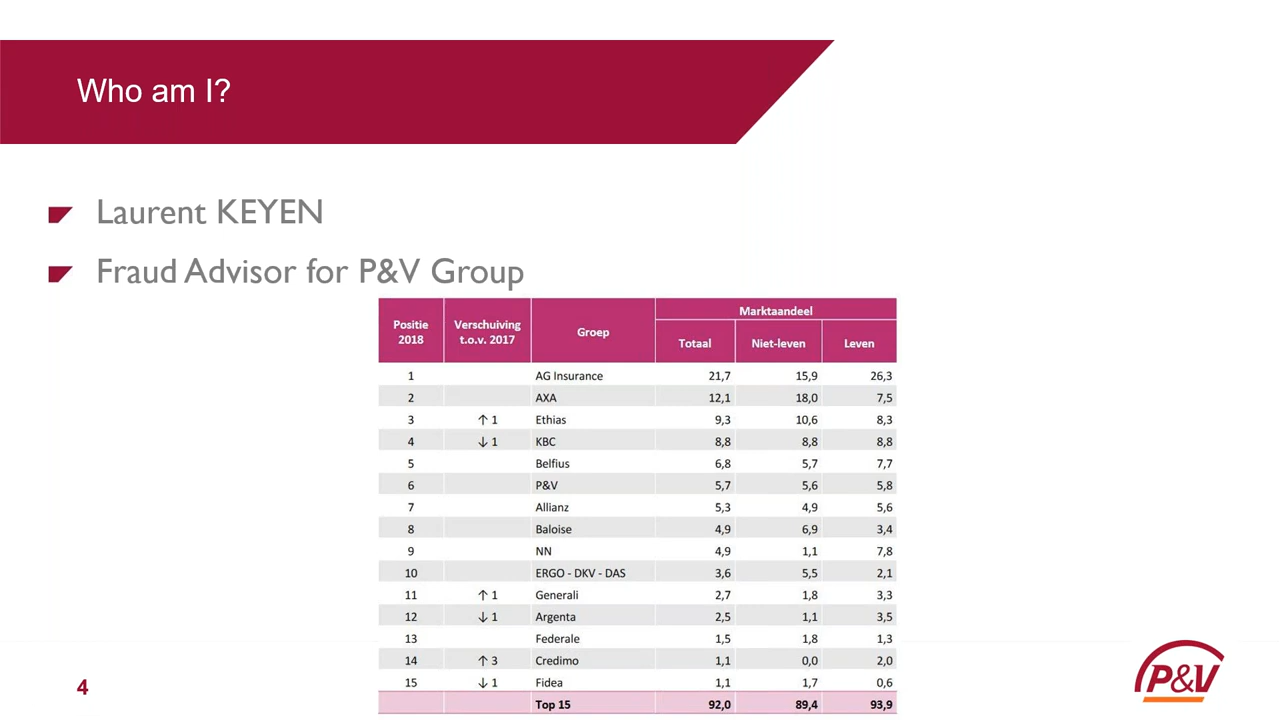 Who am I?
Laurent KEYEN
Fraud Advisor for P&V Group
Positie 2018 Verschuiving t.o.v. 2017 Groep Marktaandeel
Totaal Niet-leven Leven
1 AG Insurance 21,7 15,9 26,3
2 AXA 12,1 18,0 7,5
3 ↑ 1 Ethias 9,3 10,6 8,3
4 ↓ 1 KBC 8,8 8,8 8,8
5 Belfius 6,8 5,7 7,7
6 P&V 5,7 5,6 5,8
7 Allianz 5,3 4,9 5,6
8 Baloise 4,9 6,9 3,4
9 NN 4,9 1,1 7,8
10 ERGO - DKV - DAS 3,6 5,5 2,1
11 ↑ 1 Generali 2,7 1,8 3,3
12 ↓ 1 Argenta 2,5 1,1 3,5
13 Federale 1,5 1,8 1,3
14 ↑ 3 Credimo 1,1 0,0 2,0
15 ↓ 1 Fidea 1,1 1,7 0,6
Top 15 92,0 89,4 93,9
4
P&V